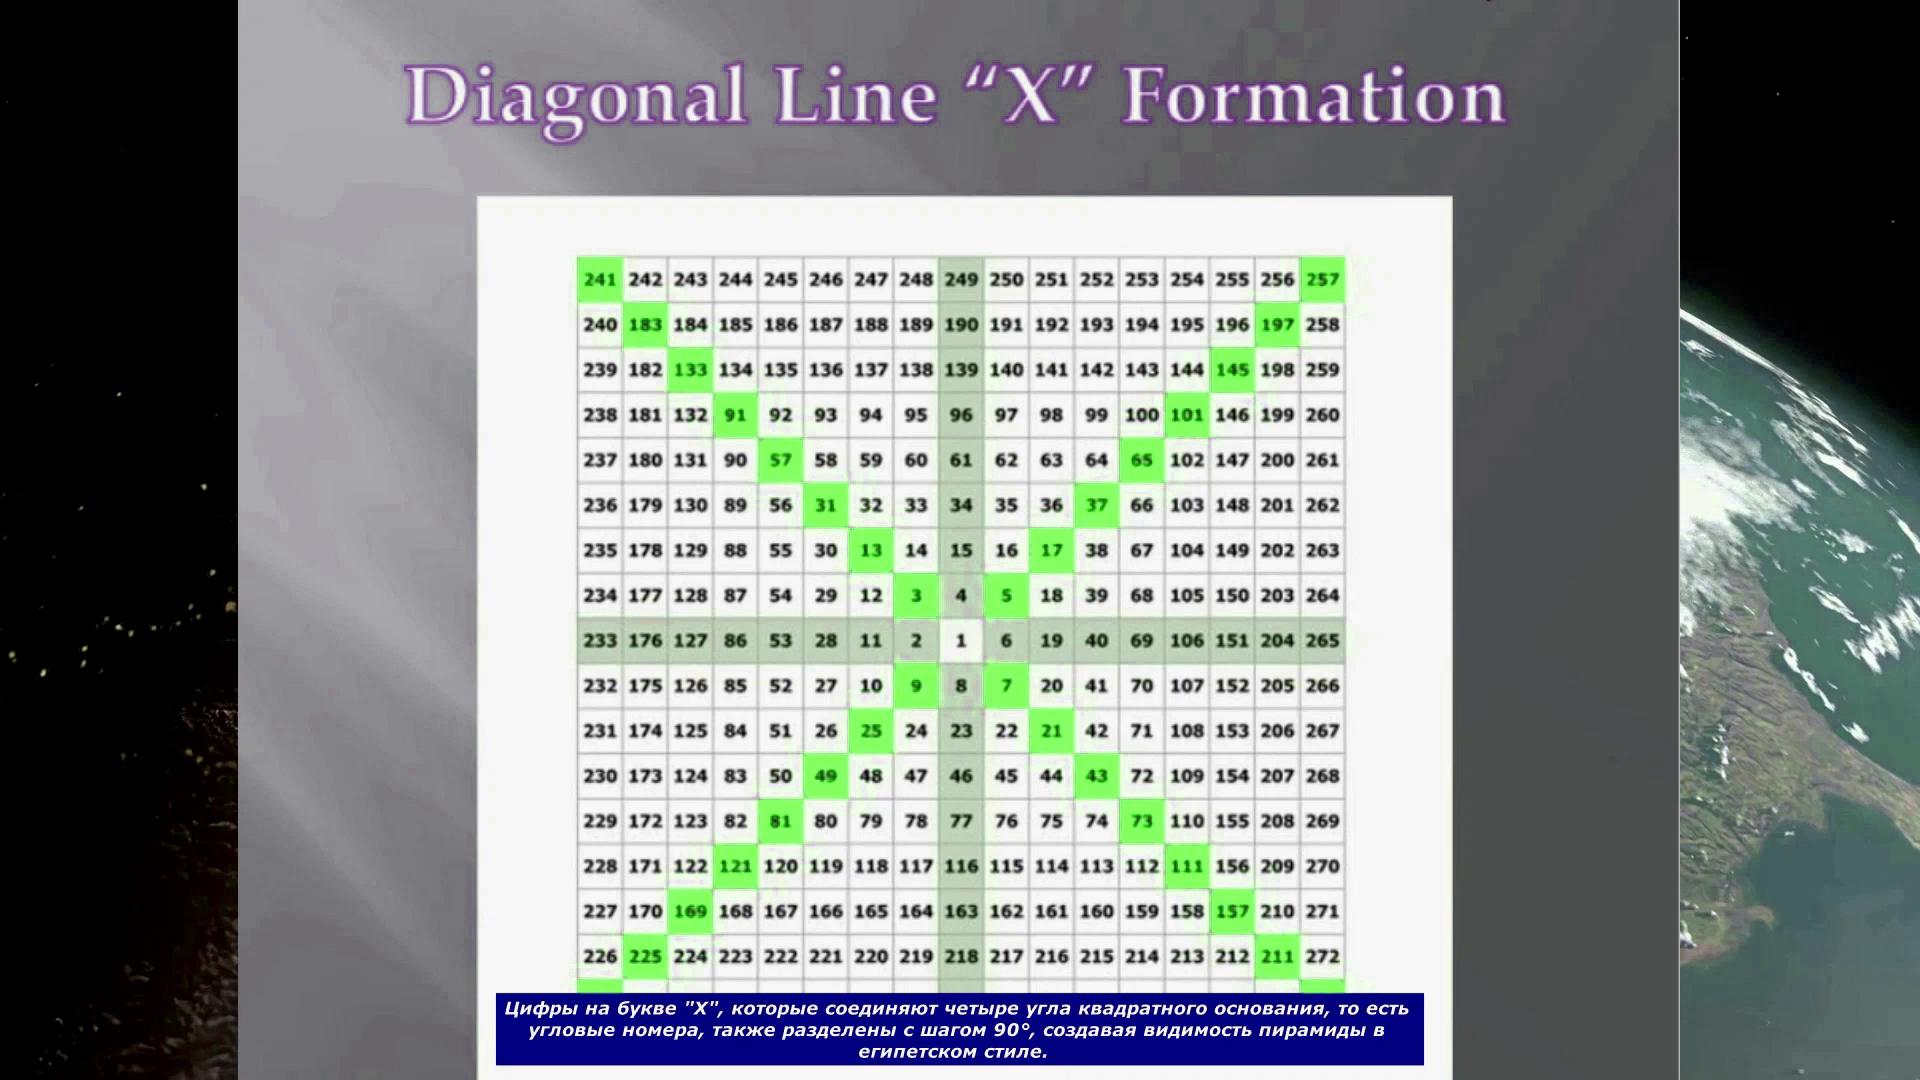 Diagonal Line “X” Formation
241 242 243 244 245 246 247 248 249 250 251 252 253 254 255 256 257
240 183 184 185 186 187 188 189 190 191 192 193 194 195 196 197 258
239 182 133 134 135 136 137 138 139 140 141 142 143 144 145 198 259
238 181 132 91 92 93 94 95 96 97 98 99 100 101 146 199 260
237 180 131 90 57 58 59 60 61 62 63 64 65 102 147 200 261
236 179 130 89 56 31 32 33 34 35 36 37 66 103 148 201 262
235 178 129 88 55 30 13 14 15 16 17 38 67 104 149 202 263
234 177 128 87 54 29 12 3 4 5 18 39 68 105 150 203 264
233 176 127 86 53 28 11 2 1 6 19 40 69 106 151 204 265
232 175 126 85 52 27 10 9 8 7 20 41 70 107 152 205 266
231 174 125 84 51 26 25 24 23 22 21 42 71 108 153 206 267
230 173 124 83 50 49 48 47 46 45 44 43 72 109 154 207 268
229 172 123 82 81 80 79 78 77 76 75 74 73 110 155 208 269
228 171 122 121 120 119 118 117 116 115 114 113 112 111 156 209 270
227 170 169 168 167 166 165 164 163 162 161 160 159 158 157 210 271
226 225 224 223 222 221 220 219 218 217 216 215 214 213 212 211 272
Цифры на букве "X", которые соединяют четыре угла квадратного основания, то есть
угловые номера, также разделены с шагом 90°, создавая видимость пирамиды в
египетском стиле.